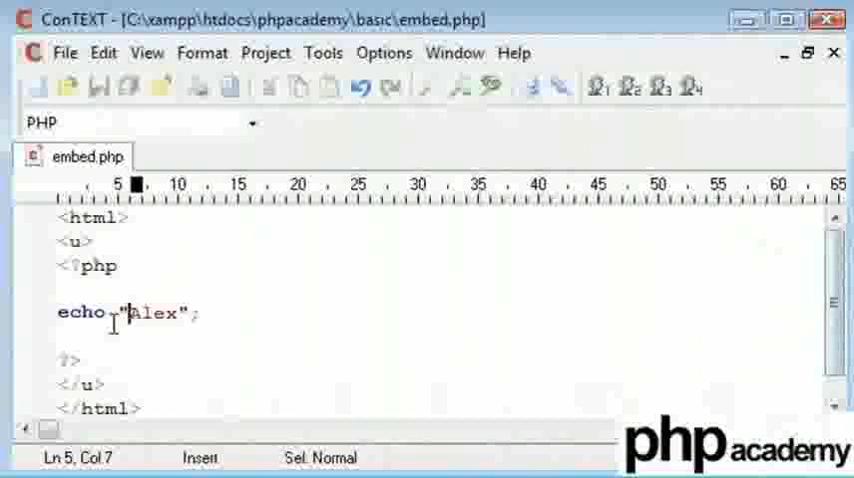 ConTEXT - [C:\xampp\htdocs\phpacademy\basic\embed.php]
File Edit View Format Project Tools Options Window Help
PHP
embed.php
5 10 15 20 25 30 35 40 45 50 55 60 65
<html>
<u>
<?php
echo "Alex";
?>
</u>
</html>
Ln 5, Col 7 Insert Sel. Normal
php academy